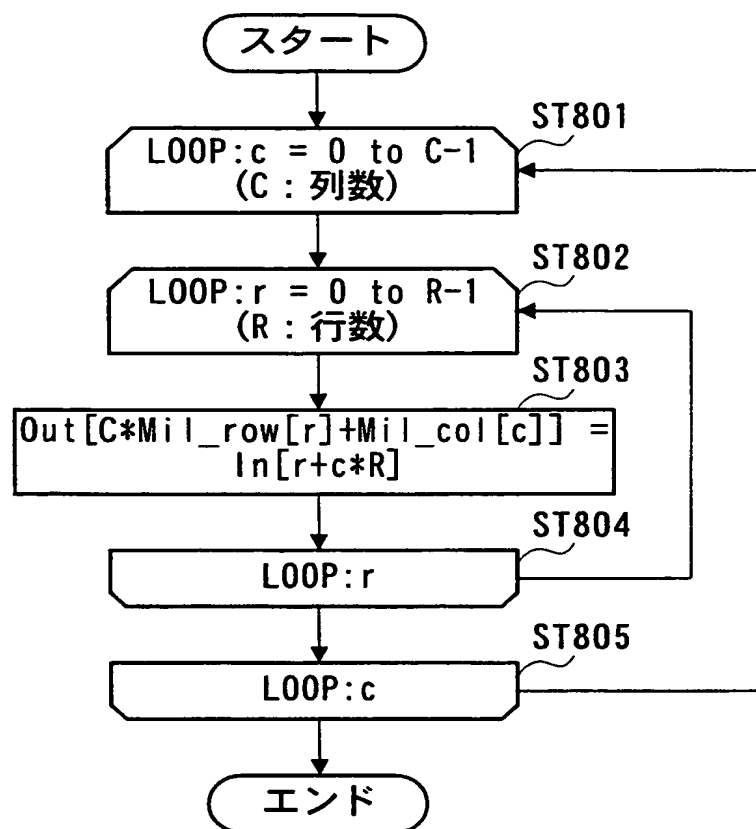 スタート
ST801
LOOP:c = 0 to C-1
(C:列数)
ST802
LOOP:r = 0 to R-1
(R:行数)
ST803
Out[C*Mil_row[r]+Mil_col[c]] =
In[r+c*R]
ST804
LOOP:r
ST805
LOOP:c
エンド